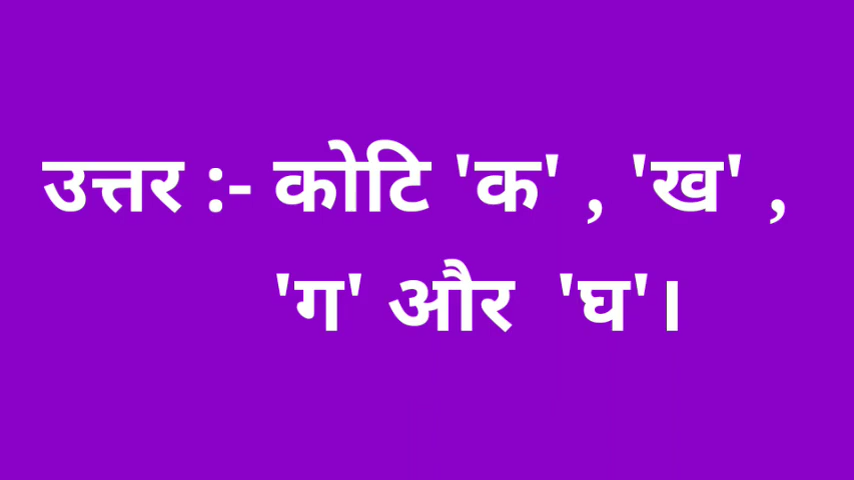 उत्तर :- कोटि 'क' , 'ख' ,
'ग' और 'घ'।